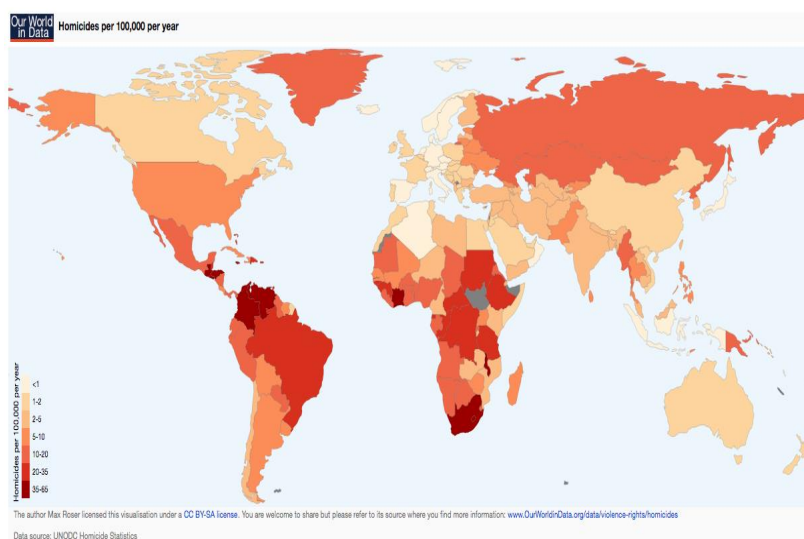 Our World
in Data
Homicides per 100,000 per year
Homicides per 100,000 per year
<1
1-2
2-5
5-10
10-20
20-35
35-65
The author Max Roser licensed this visualisation under a CC BY-SA license. You are welcome to share but please refer to its source where you find more information: www.OurWorldinData.org/data/violence-rights/homicides
Data source: UNODC Homicide Statistics